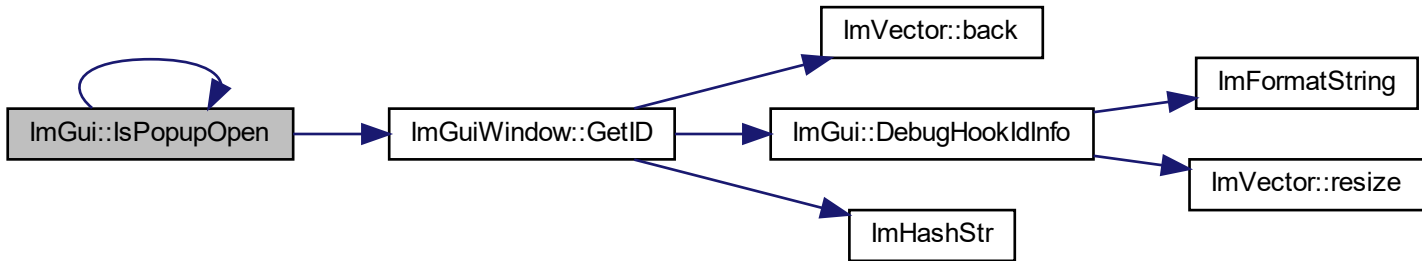 ImVector::back
ImFormatString
ImGui::IsPopupOpen
ImGuiWindow::GetID
ImGui::DebugHookIdInfo
ImVector::resize
ImHashStr